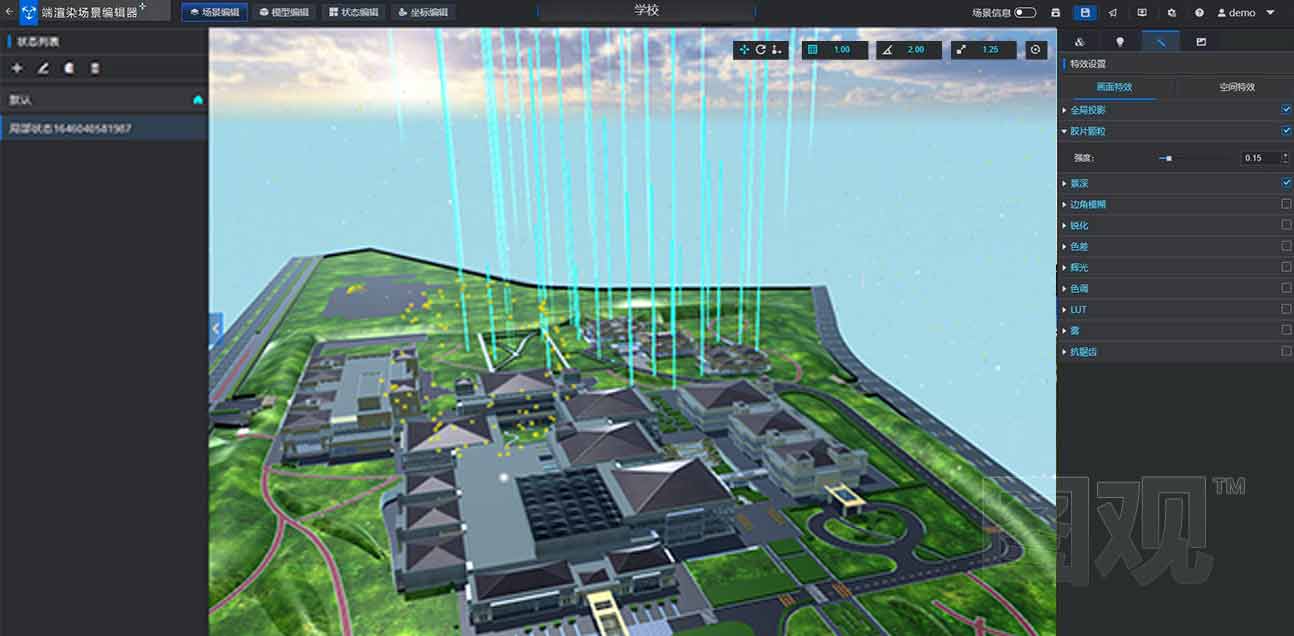 端渲染场景编辑器
场景编辑
模型编辑
状态编辑
坐标编辑
学校
场景信息
demo
状态列表
默认
局部状态1646040581987
1.00
2.00
1.25
特效设置
画面特效
空间特效
全局投影
胶片颗粒
强度:
0.15
景深
边角模糊
锐化
色差
辉光
色调
LUT
雾
抗锯齿
图观™